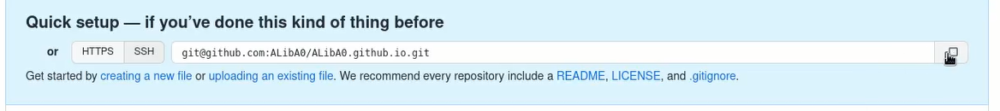 Quick setup — if you’ve done this kind of thing before
or HTTPS SSH git@github.com:ALibA0/ALibA0.github.io.git
Get started by creating a new file or uploading an existing file. We recommend every repository include a README, LICENSE, and .gitignore.